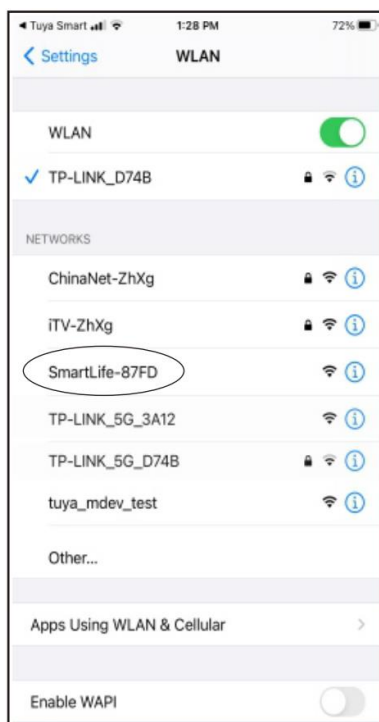 Tuya Smart 1:28 PM 72%
Settings WLAN
WLAN
TP-LINK_D74B
NETWORKS
ChinaNet-ZhXg
iTV-ZhXg
SmartLife-87FD
TP-LINK_5G_3A12
TP-LINK_5G_D74B
tuya_mdev_test
Other...
Apps Using WLAN & Cellular
Enable WAPI